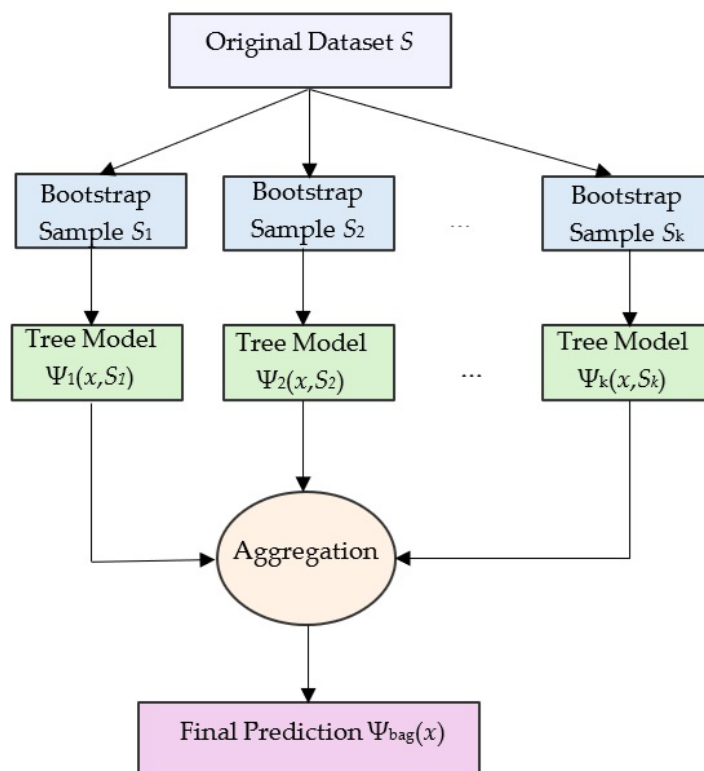 Original Dataset S
Bootstrap
Sample S₁
Bootstrap
Sample S₂
...
Bootstrap
Sample Sₖ
Tree Model
Ψ₁(x,S₁)
Tree Model
Ψ₂(x,S₂)
...
Tree Model
Ψₖ(x,Sₖ)
Aggregation
Final Prediction Ψbag(x)